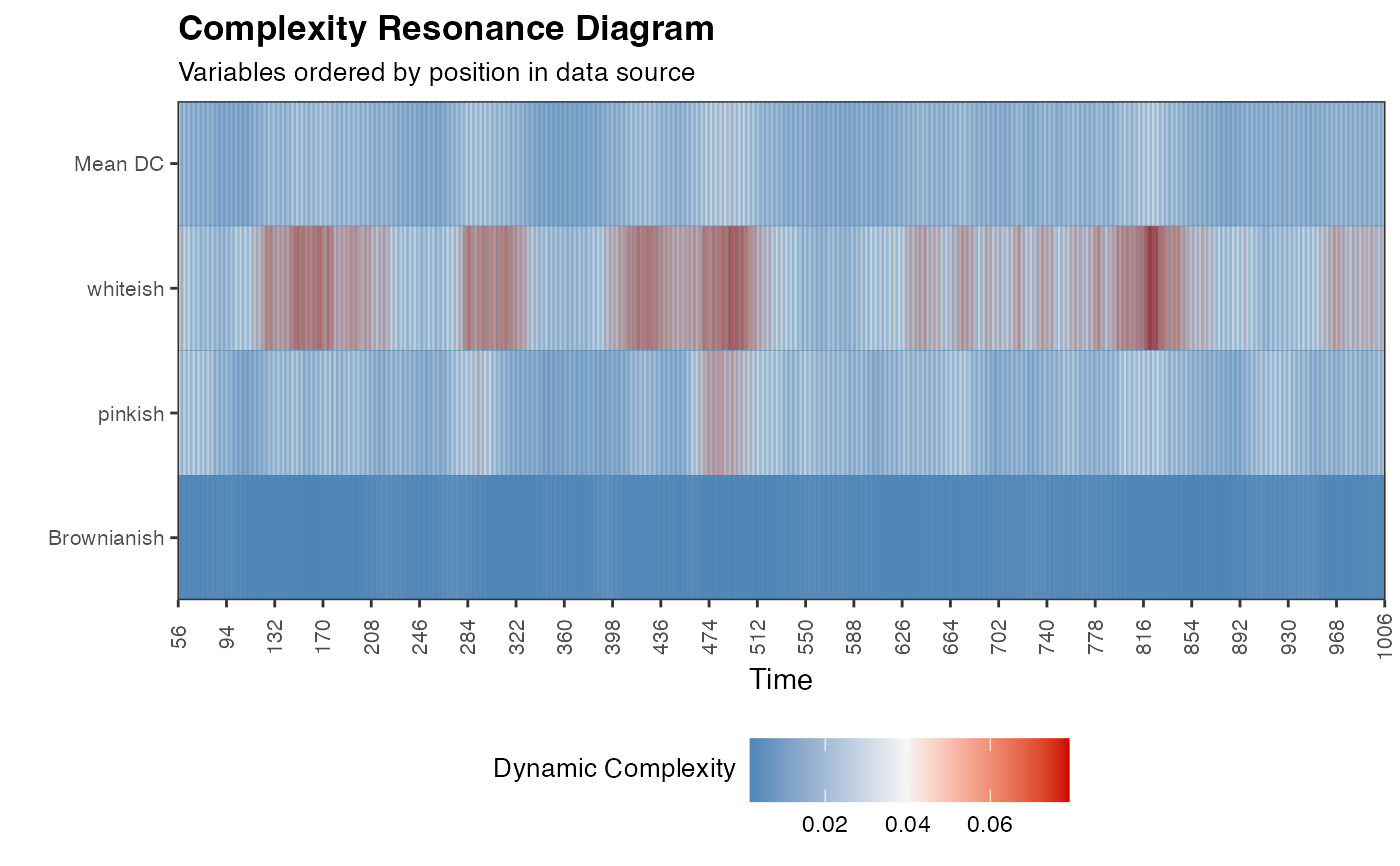 Complexity Resonance Diagram
Variables ordered by position in data source
Mean DC
whiteish
pinkish
Brownianish
56 94 132 170 208 246 284 322 360 398 436 474 512 550 588 626 664 702 740 778 816 854 892 930 968 1006
Time
Dynamic Complexity
0.02 0.04 0.06